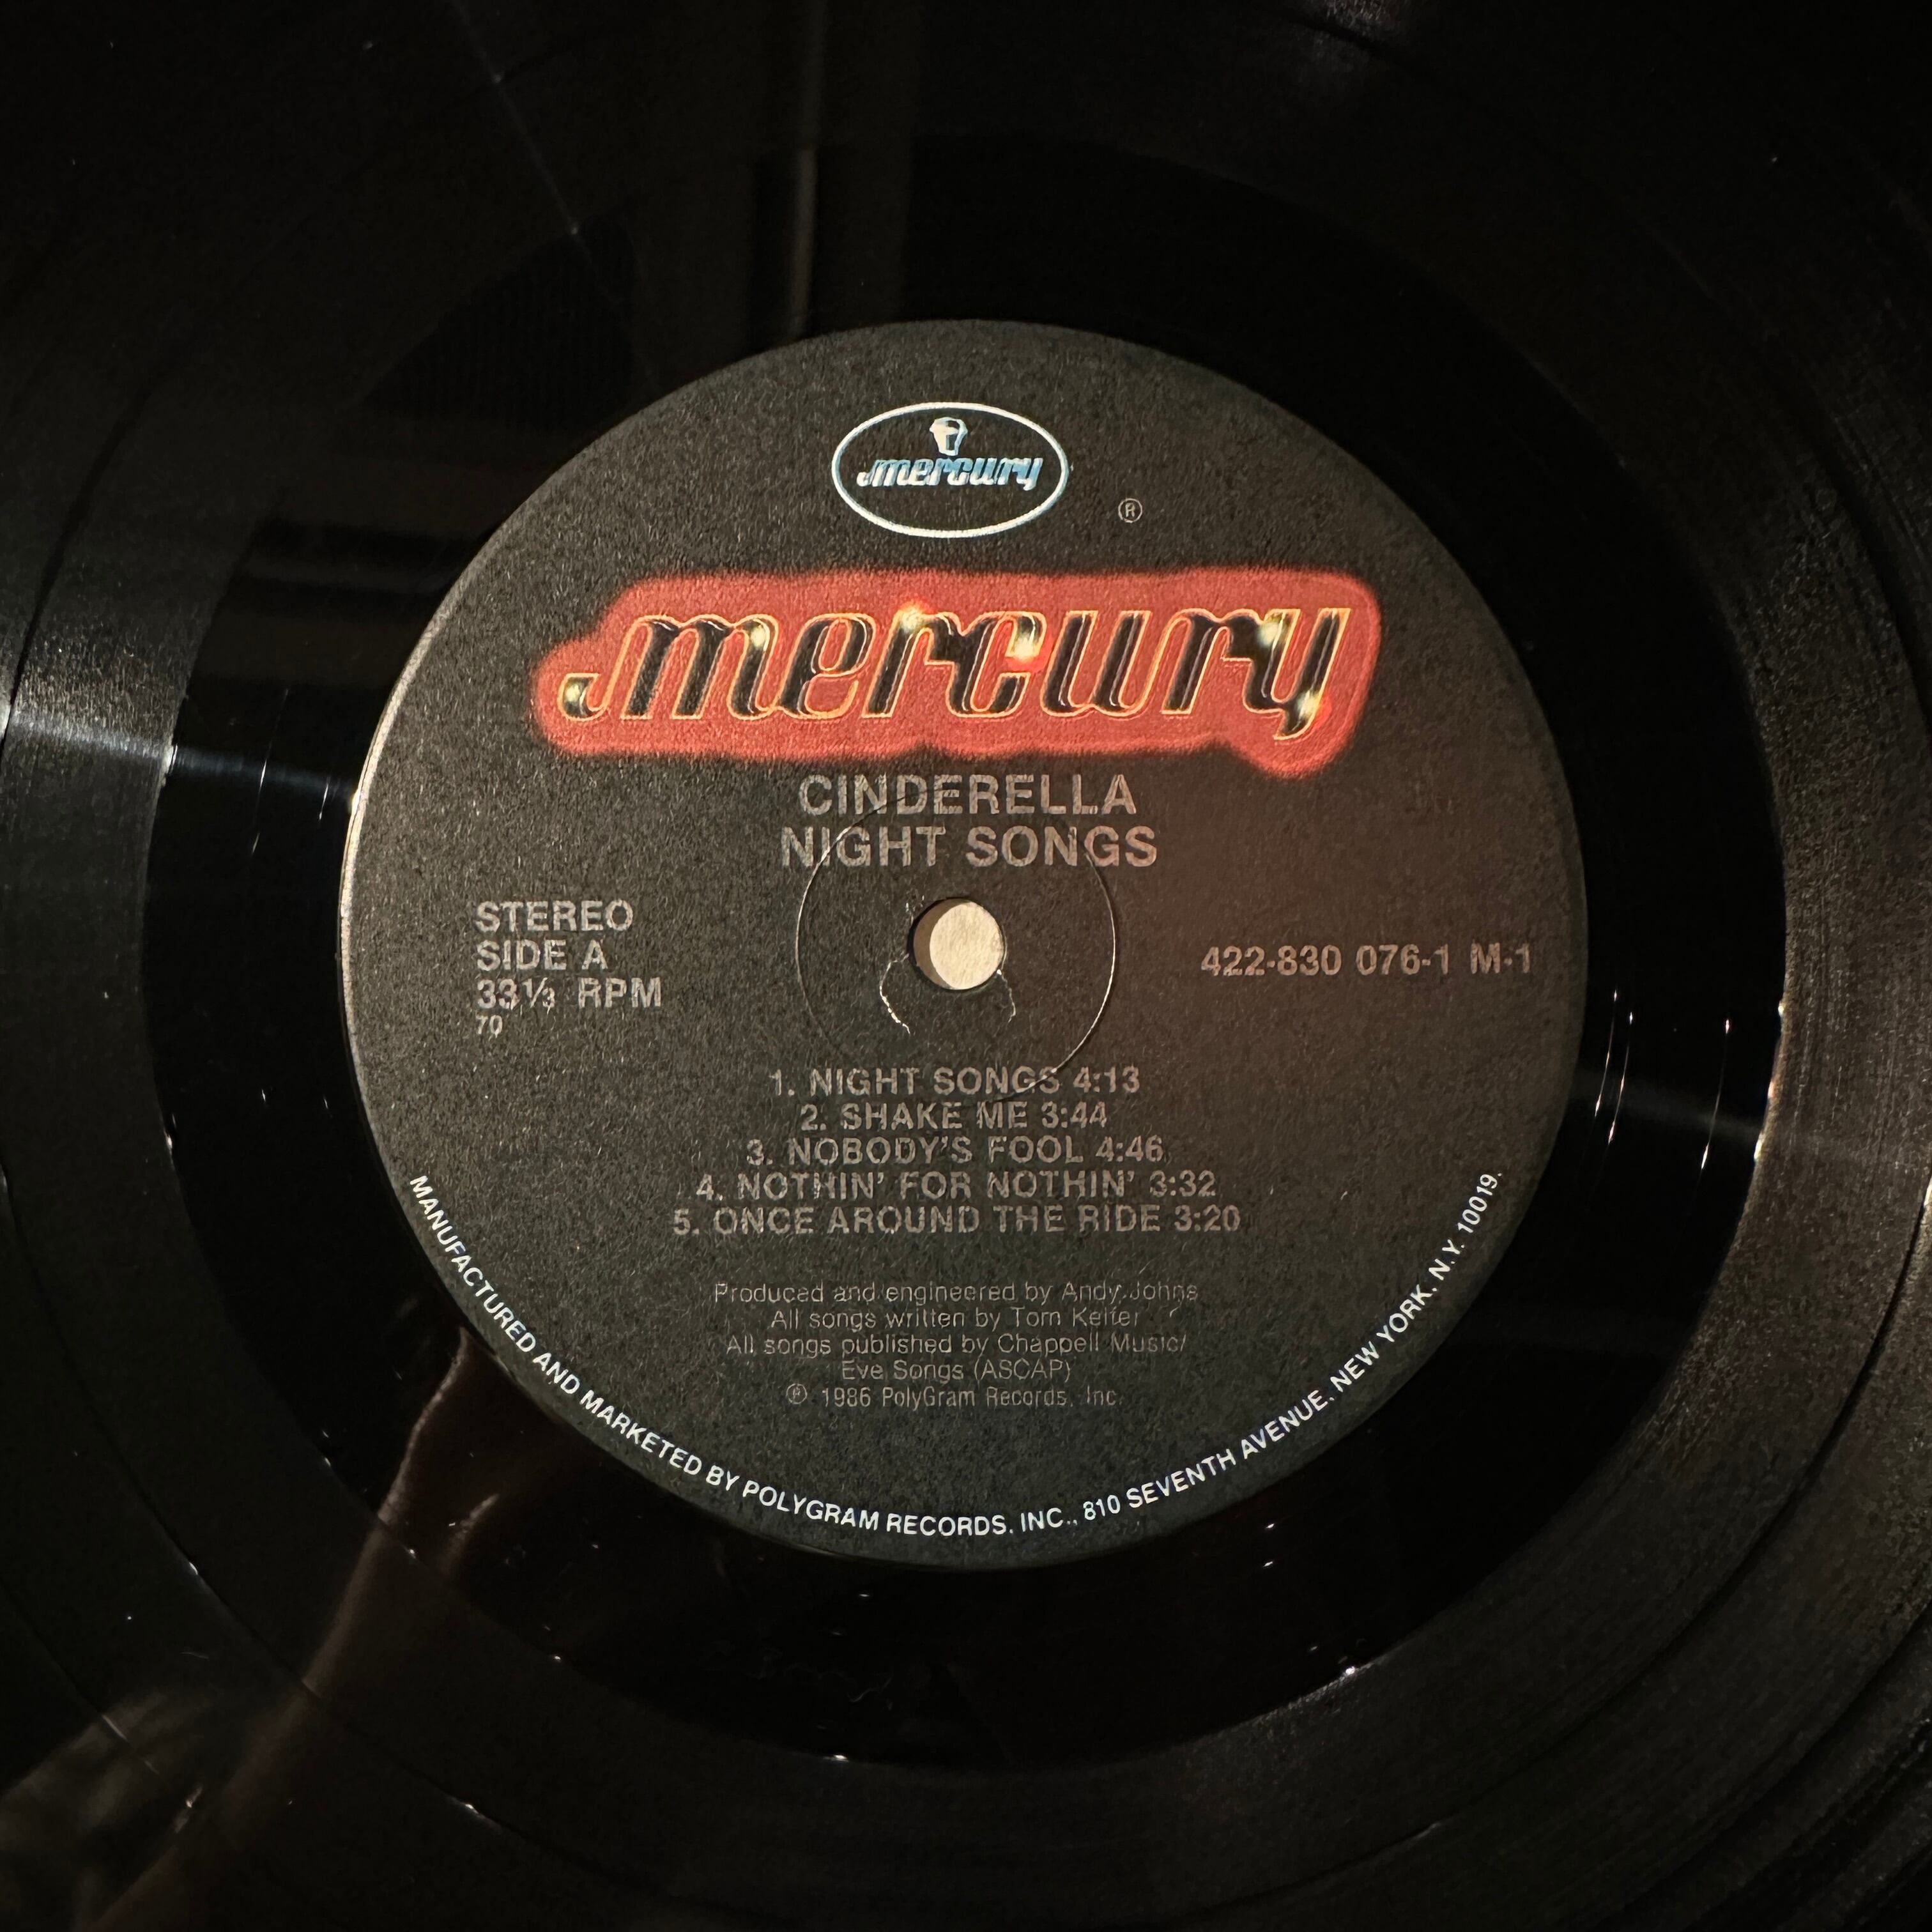 mercury
®
mercury
CINDERELLA
NIGHT SONGS
STEREO
SIDE A
33⅓ RPM
70
422-830 076-1 M-1
1. NIGHT SONGS 4:13
2. SHAKE ME 3:44
3. NOBODY'S FOOL 4:46
4. NOTHIN' FOR NOTHIN' 3:32
5. ONCE AROUND THE RIDE 3:20
Produced and engineered by Andy Johns
All songs written by Tom Keifer
All songs published by Chappell Music/
Eve Songs (ASCAP)
℗ 1986 PolyGram Records, Inc.
MANUFACTURED AND MARKETED BY POLYGRAM RECORDS, INC., 810 SEVENTH AVENUE, NEW YORK, N.Y. 10019.